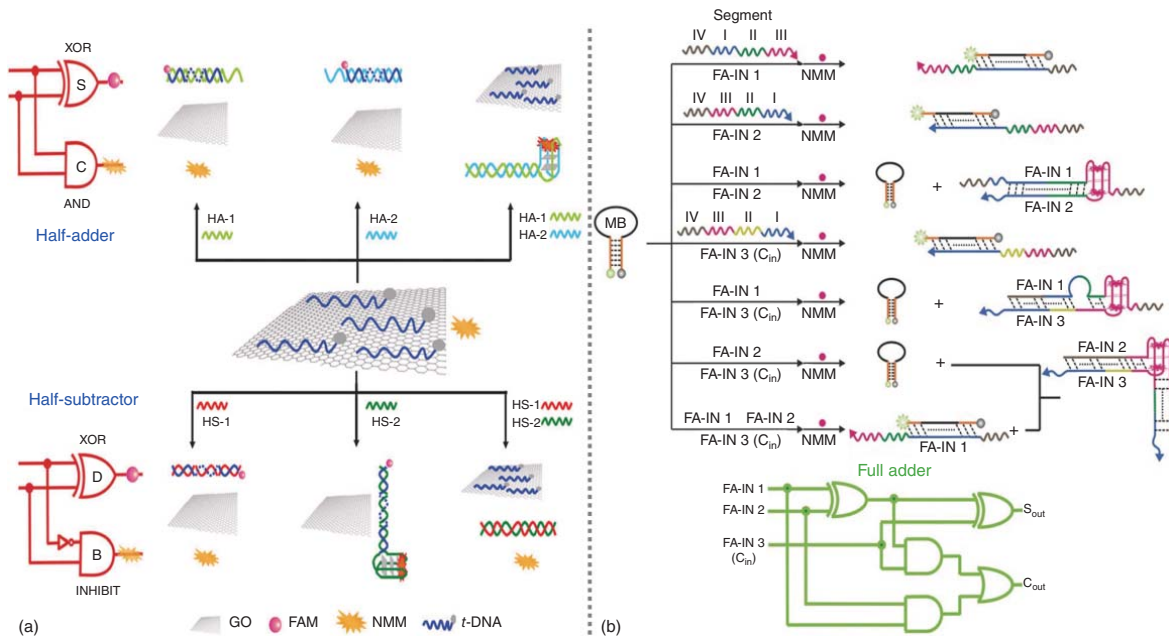 XOR
S
C
AND
Half-adder
HA-1
HA-2
HA-1
HA-2
Half-subtractor
HS-1
HS-2
HS-1
HS-2
XOR
D
B
INHIBIT
(a)
GO
FAM
NMM
t-DNA
(b)
Segment
IV I II III
FA-IN 1
NMM
IV III II I
FA-IN 2
NMM
FA-IN 1
FA-IN 2
NMM
+
FA-IN 1
FA-IN 2
MB
IV III II I
FA-IN 3 (Cin)
NMM
FA-IN 1
FA-IN 3 (Cin)
NMM
+
FA-IN 1
FA-IN 3
FA-IN 2
FA-IN 3 (Cin)
NMM
+
FA-IN 2
FA-IN 3
FA-IN 1 FA-IN 2
FA-IN 3 (Cin)
NMM
FA-IN 1
+
Full adder
FA-IN 1
FA-IN 2
FA-IN 3
(Cin)
Sout
Cout